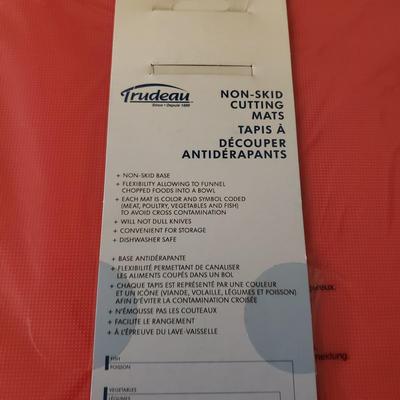 Trudeau
Since • Depuis 1889
NON-SKID
CUTTING
MATS
TAPIS À
DÉCOUPER
ANTIDÉRAPANTS
+ NON-SKID BASE
+ FLEXIBILITY ALLOWING TO FUNNEL
CHOPPED FOODS INTO A BOWL
+ EACH MAT IS COLOR AND SYMBOL CODED
(MEAT, POULTRY, VEGETABLES AND FISH)
TO AVOID CROSS CONTAMINATION
+ WILL NOT DULL KNIVES
+ CONVENIENT FOR STORAGE
+ DISHWASHER SAFE
+ BASE ANTIDÉRAPANTE
+ FLEXIBILITÉ PERMETTANT DE CANALISER
LES ALIMENTS COUPÉS DANS UN BOL
+ CHAQUE TAPIS EST REPRÉSENTÉ PAR UNE COULEUR
ET UN ICÔNE (VIANDE, VOLAILLE, LÉGUMES ET POISSON)
AFIN D'ÉVITER LA CONTAMINATION CROISÉE
+ N'ÉMOUSSE PAS LES COUTEAUX
+ FACILITE LE RANGEMENT
+ À L'ÉPREUVE DU LAVE-VAISSELLE
FISH
POISSON
VEGETABLES
LÉGUMES